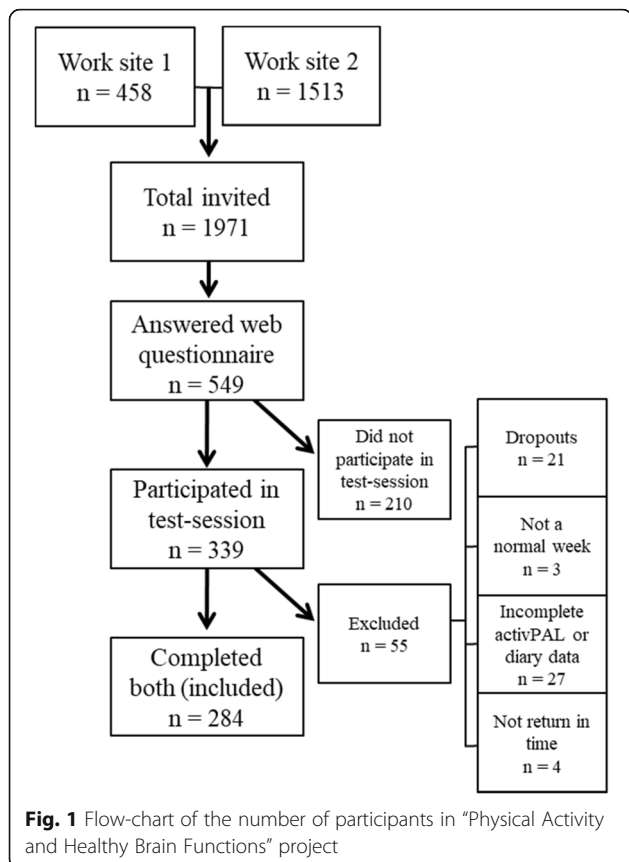 Work site 1
n = 458
Work site 2
n = 1513
Total invited
n = 1971
Answered web
questionnaire
n = 549
Did not
participate in
test-session
n = 210
Participated in
test-session
n = 339
Excluded
n = 55
Dropouts
n = 21
Not a
normal week
n = 3
Incomplete
activPAL or
diary data
n = 27
Not return in
time
n = 4
Completed
both (included)
n = 284
Fig. 1 Flow-chart of the number of participants in “Physical Activity
and Healthy Brain Functions” project